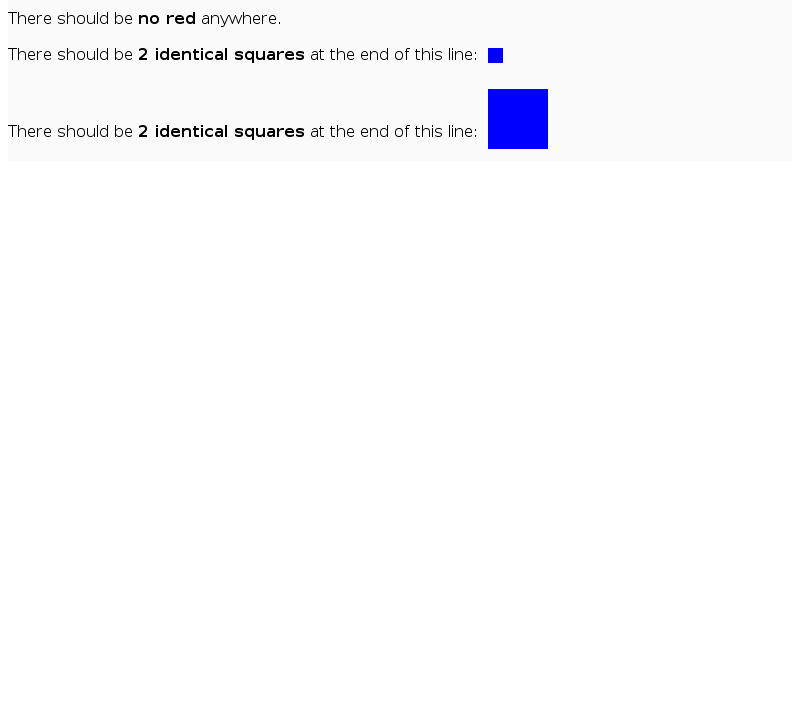 There should be no red anywhere.
There should be 2 identical squares at the end of this line:
There should be 2 identical squares at the end of this line: